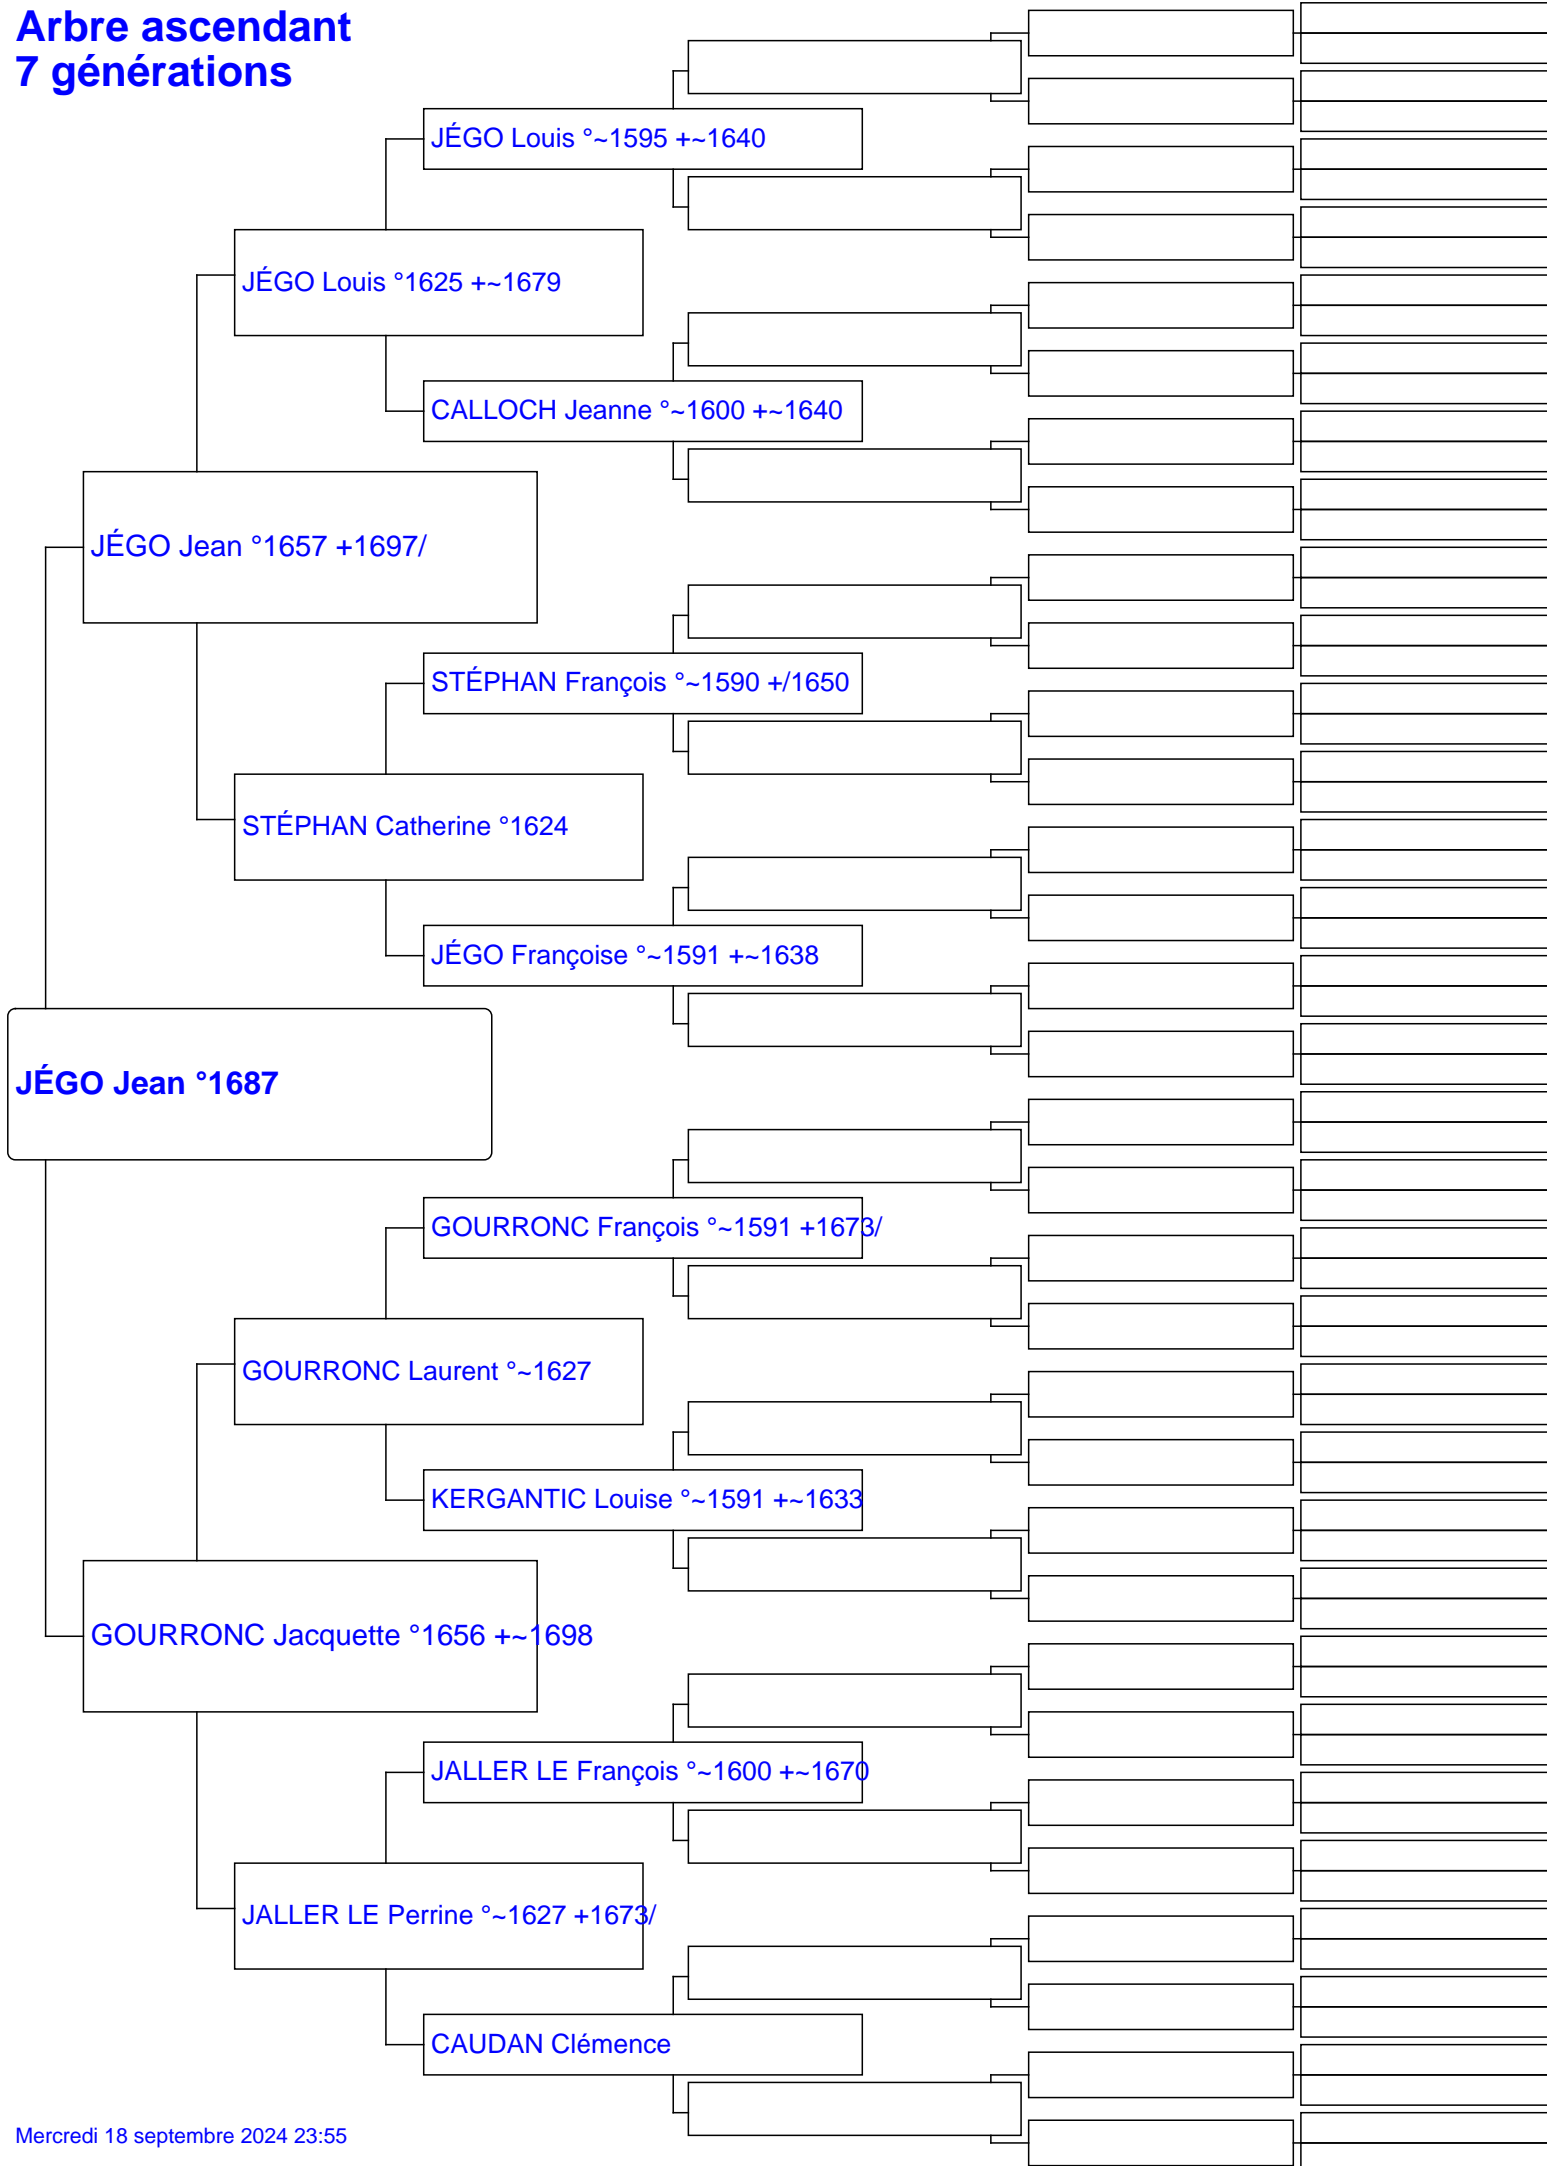 Arbre ascendant
7 générations
JÉGO Louis °~1595 +~1640
JÉGO Louis °1625 +~1679
CALLOCH Jeanne °~1600 +~1640
JÉGO Jean °1657 +1697/
STÉPHAN François °~1590 +/1650
STÉPHAN Catherine °1624
JÉGO Françoise °~1591 +~1638
JÉGO Jean °1687
GOURRONC François °~1591 +1673/
GOURRONC Laurent °~1627
KERGANTIC Louise °~1591 +~1633
GOURRONC Jacquette °1656 +~1698
JALLER LE François °~1600 +~1670
JALLER LE Perrine °~1627 +1673/
CAUDAN Clémence
Mercredi 18 septembre 2024 23:55